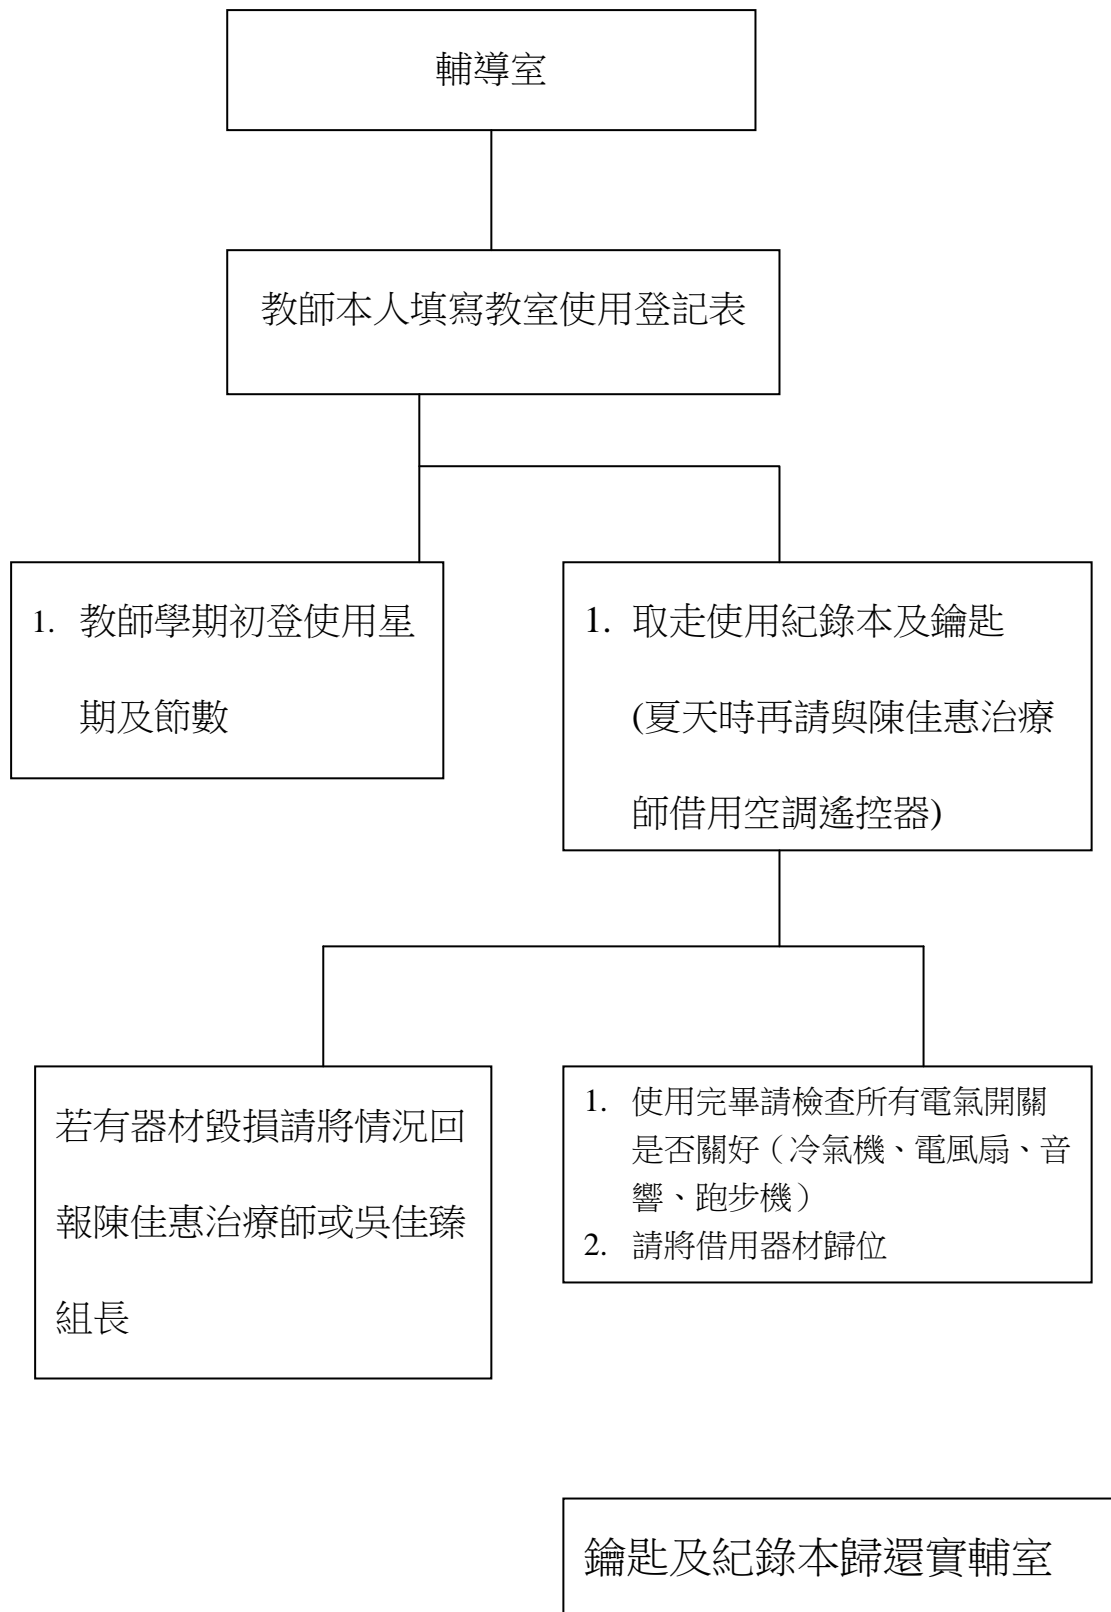 輔導室
教師本人填寫教室使用登記表
1. 教師學期初登使用星
期及節數
1. 取走使用紀錄本及鑰匙
(夏天時再請與陳佳惠治療
師借用空調遙控器)
若有器材毀損請將情況回
報陳佳惠治療師或吳佳臻
組長
1. 使用完畢請檢查所有電氣開關
是否關好（冷氣機、電風扇、音
響、跑步機）
2. 請將借用器材歸位
鑰匙及紀錄本歸還實輔室